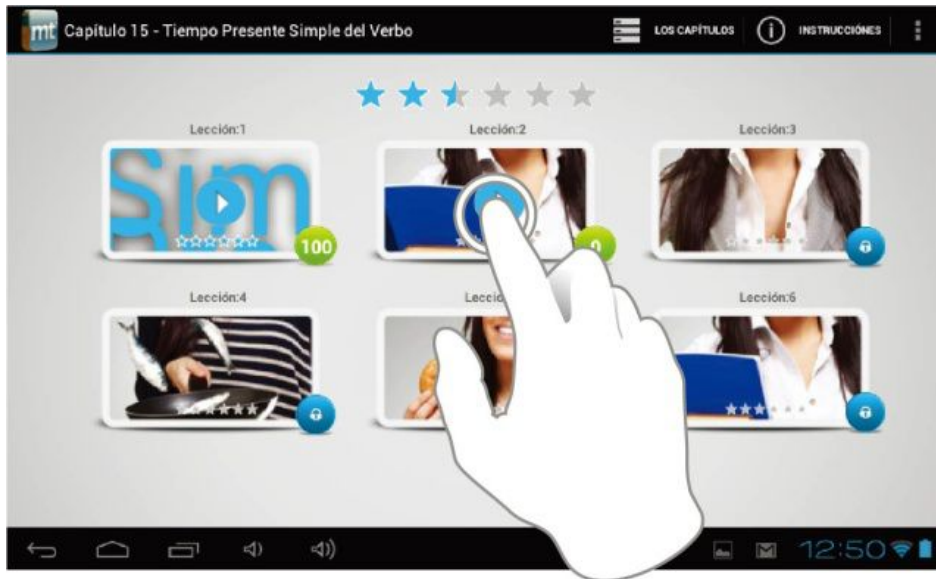 mt Capítulo 15 - Tiempo Presente Simple del Verbo
LOS CAPÍTULOS
INSTRUCCIÓNES
Lección:1
Lección:2
Lección:3
Sim
100
0
Lección:4
Lección:6
12:50